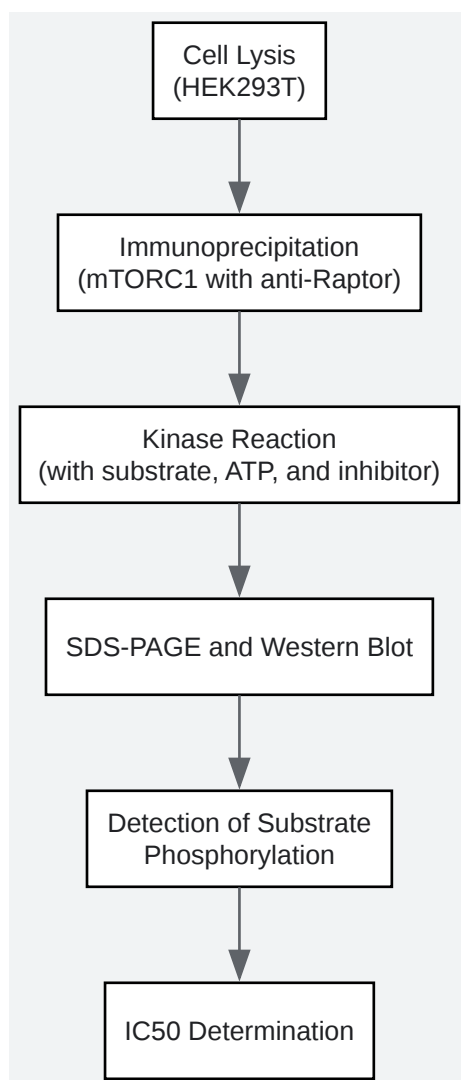 Cell Lysis
(HEK293T)
Immunoprecipitation
(mTORC1 with anti-Raptor)
Kinase Reaction
(with substrate, ATP, and inhibitor)
SDS-PAGE and Western Blot
Detection of Substrate
Phosphorylation
IC50 Determination